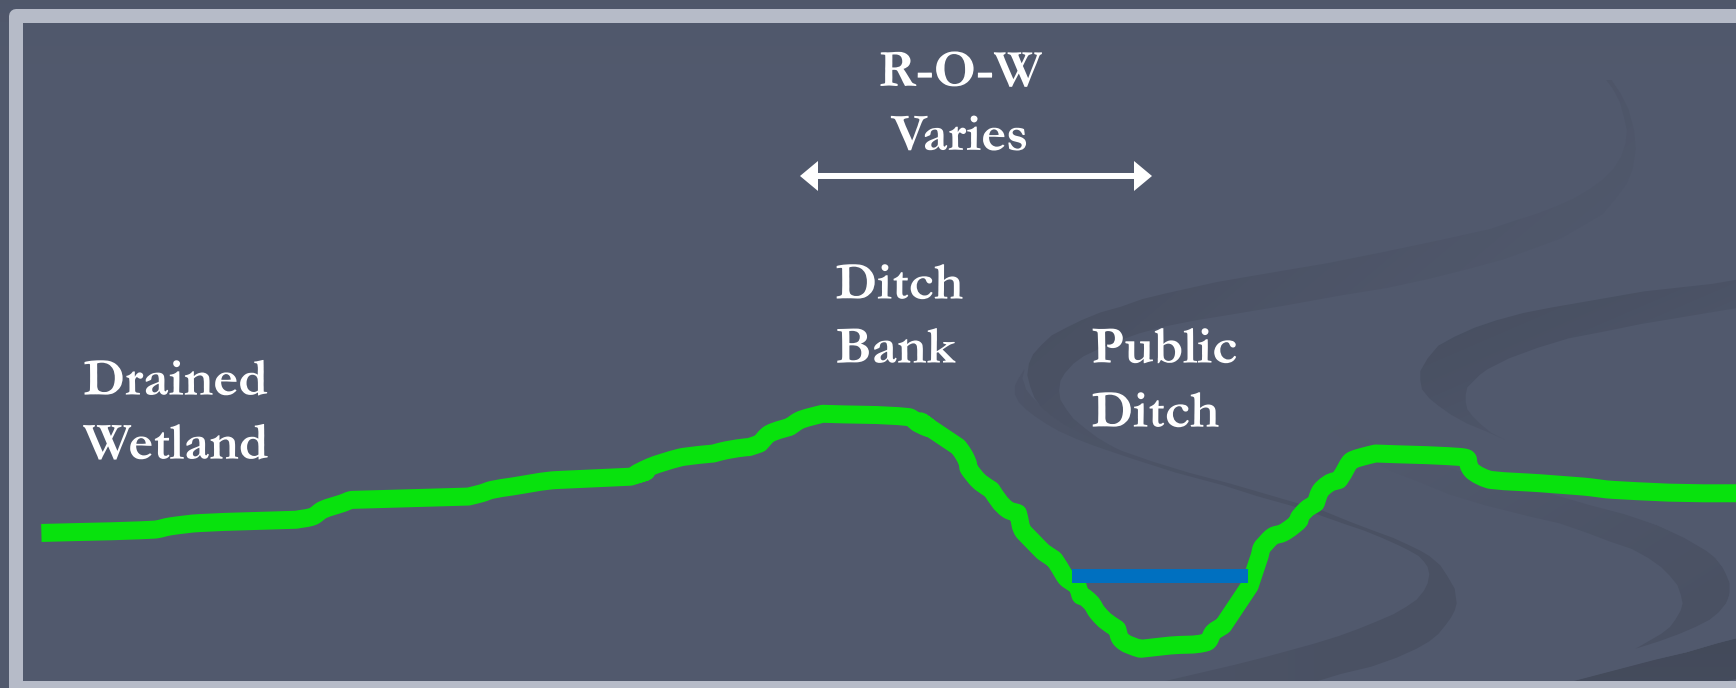 R-O-W
Varies
Ditch
Bank
Public
Ditch
Drained
Wetland